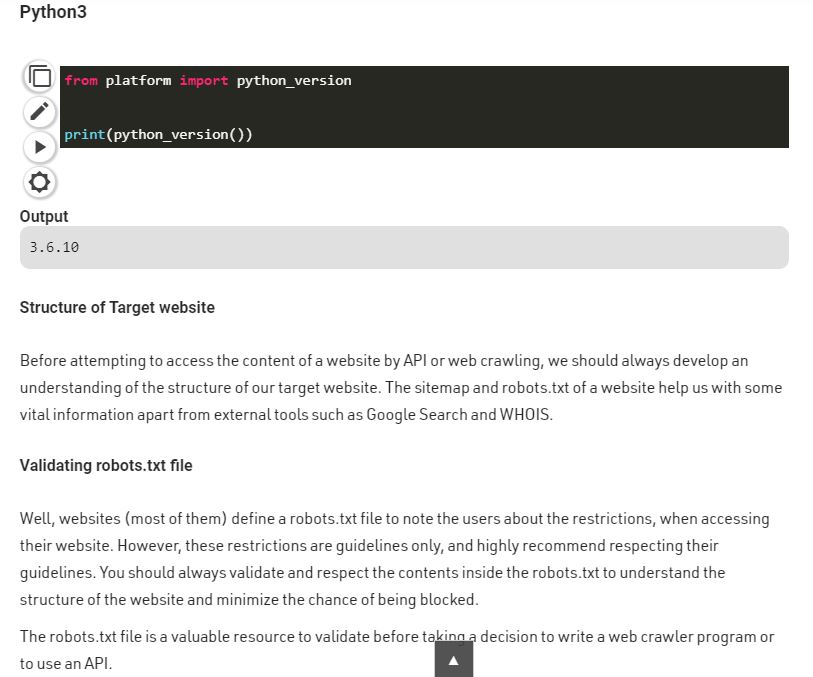 Python3
from platform import python_version
print(python_version())
Output
3.6.10
Structure of Target website
Before attempting to access the content of a website by API or web crawling, we should always develop an
understanding of the structure of our target website. The sitemap and robots.txt of a website help us with some
vital information apart from external tools such as Google Search and WHOIS.
Validating robots.txt file
Well, websites (most of them) define a robots.txt file to note the users about the restrictions, when accessing
their website. However, these restrictions are guidelines only, and highly recommend respecting their
guidelines. You should always validate and respect the contents inside the robots.txt to understand the
structure of the website and minimize the chance of being blocked.
The robots.txt file is a valuable resource to validate before taking a decision to write a web crawler program or
to use an API.